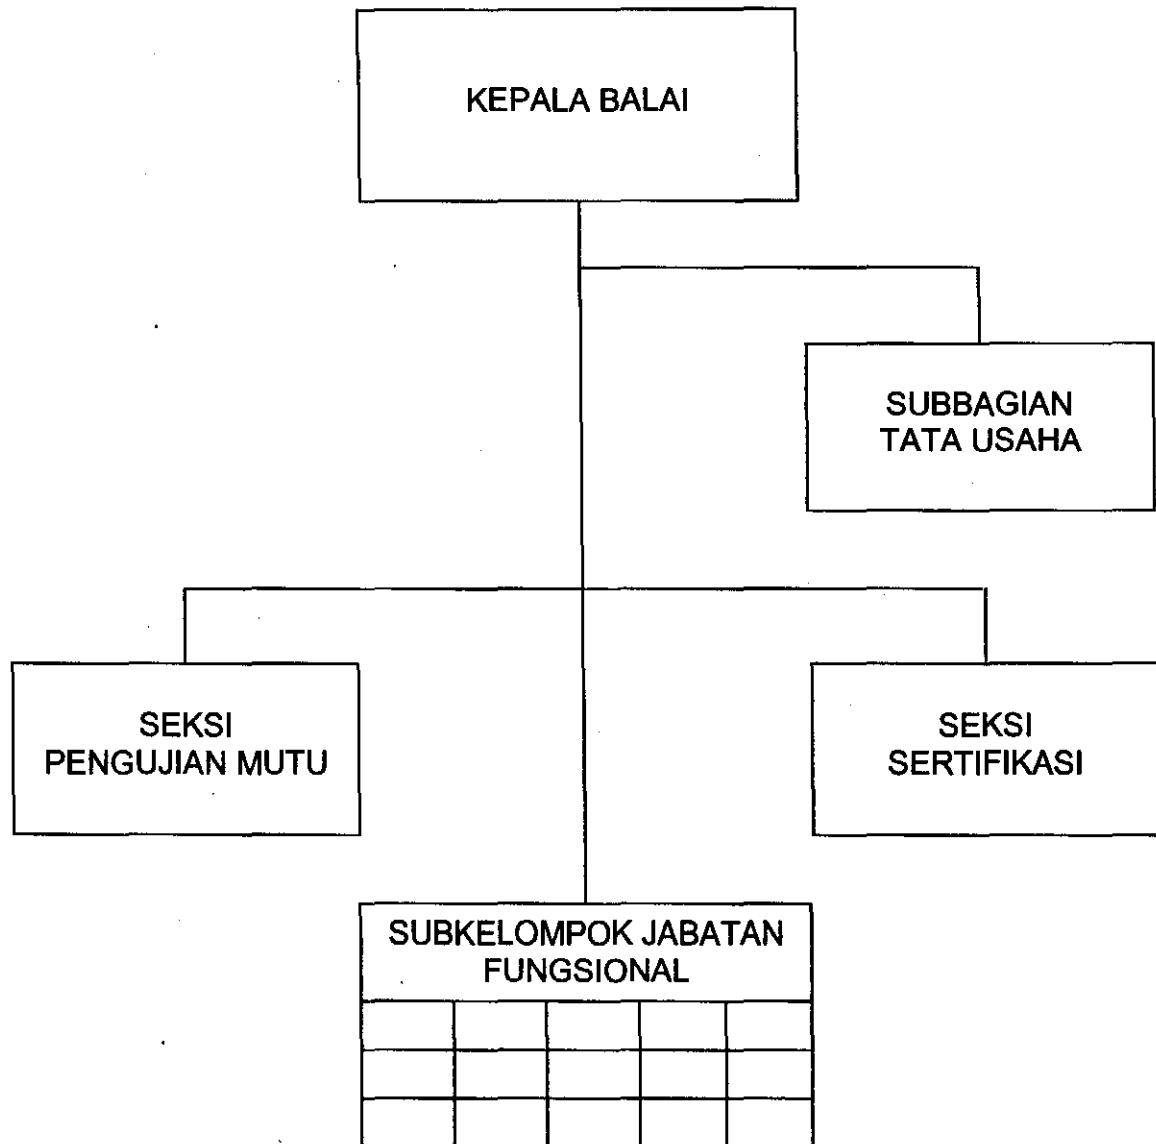 KEPALA BALAI
SUBBAGIAN
TATA USAHA
SEKSI
PENGUJIAN MUTU
SEKSI
SERTIFIKASI
SUBKELOMPOK JABATAN
FUNGSIONAL